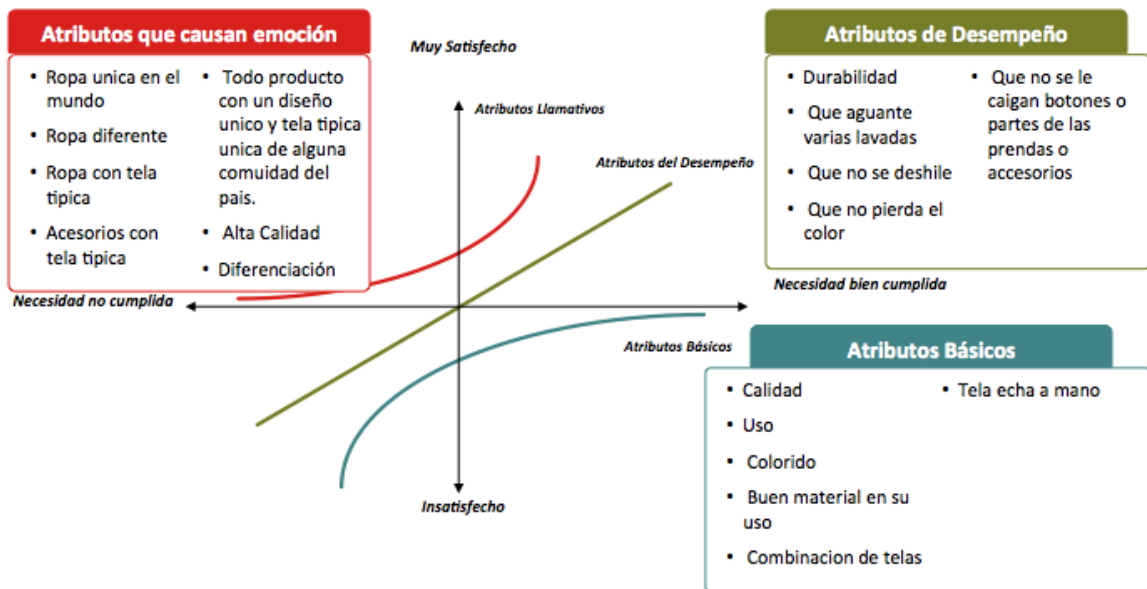 Atributos que causan emoción
• Ropa unica en el
mundo
• Ropa diferente
• Ropa con tela
tipica
• Acesorios con
tela tipica
• Todo producto
con un diseño
unico y tela tipica
unica de alguna
comuidad del
pais.
• Alta Calidad
• Diferenciación
Muy Satisfecho
Atributos Llamativos
Atributos del Desempeño
Atributos de Desempeño
• Durabilidad
• Que aguante
varias lavadas
• Que no se deshile
• Que no pierda el
color
• Que no se le
caigan botones o
partes de las
prendas o
accesorios
Necesidad no cumplida
Necesidad bien cumplida
Atributos Básicos
Insatisfecho
Atributos Básicos
• Calidad
• Uso
• Colorido
• Buen material en su
uso
• Combinacion de telas
• Tela echa a mano